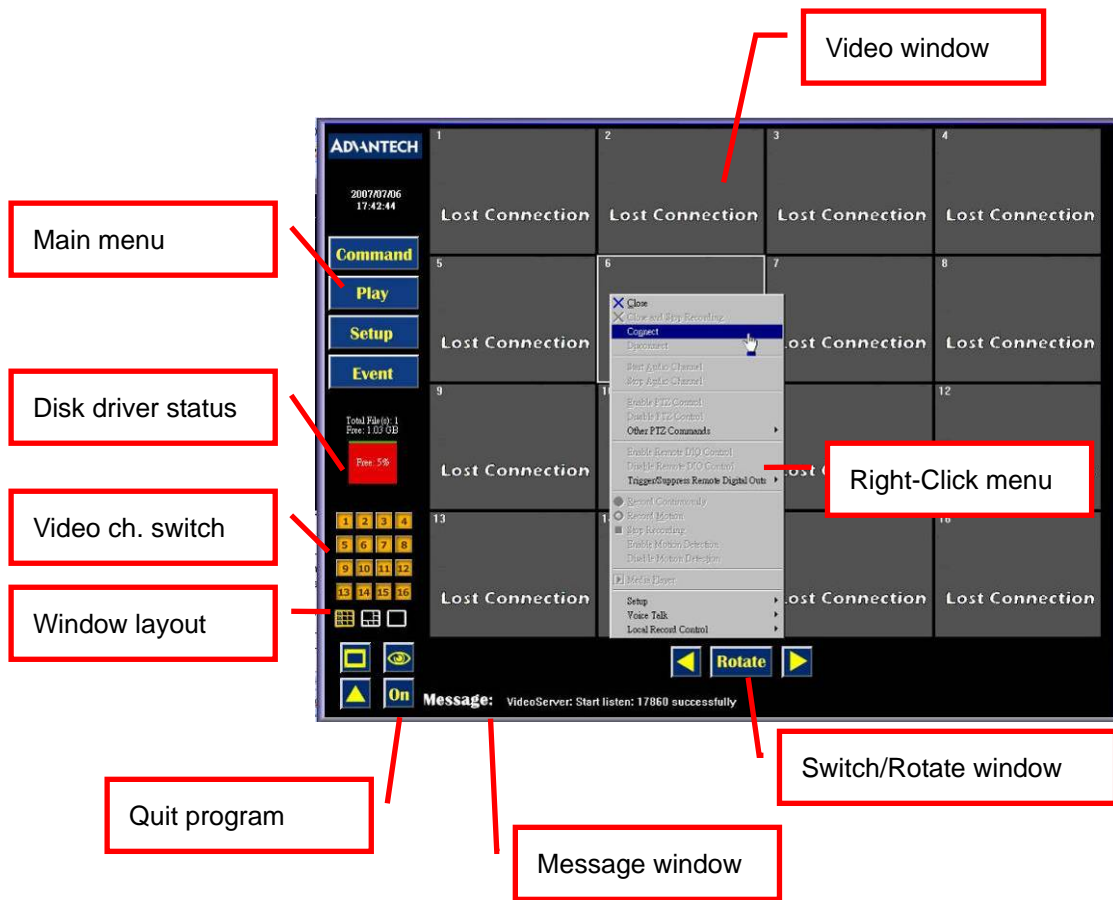 Video window
ADVANTECH
2007/07/06
17:42:44
Main menu
Command
Play
Setup
Event
Disk driver status
Total File(s): 1
Free: 1.03 GB
Free: 5%
Video ch. switch
1 2 3 4
5 6 7 8
9 10 11 12
13 14 15 16
Window layout
On
1
Lost Connection
2
Lost Connection
3
Lost Connection
4
Lost Connection
5
Lost Connection
6
7
Lost Connection
8
Lost Connection
9
Lost Connection
12
13
Lost Connection
16
Lost Connection
Lost Connection
Close
Close and Stop Recording
Connect
Disconnect
Start Audio Channel
Stop Audio Channel
Enable PTZ Control
Disable PTZ Control
Other PTZ Commands
Enable Remote DIO Control
Disable Remote DIO Control
Trigger/Suppress Remote Digital Outs
Record Continuously
Record Motion
Stop Recording
Enable Motion Detection
Disable Motion Detection
Media Player
Setup
Voice Talk
Local Record Control
Right-Click menu
Rotate
Message: VideoServer: Start listen: 17860 successfully
Switch/Rotate window
Quit program
Message window